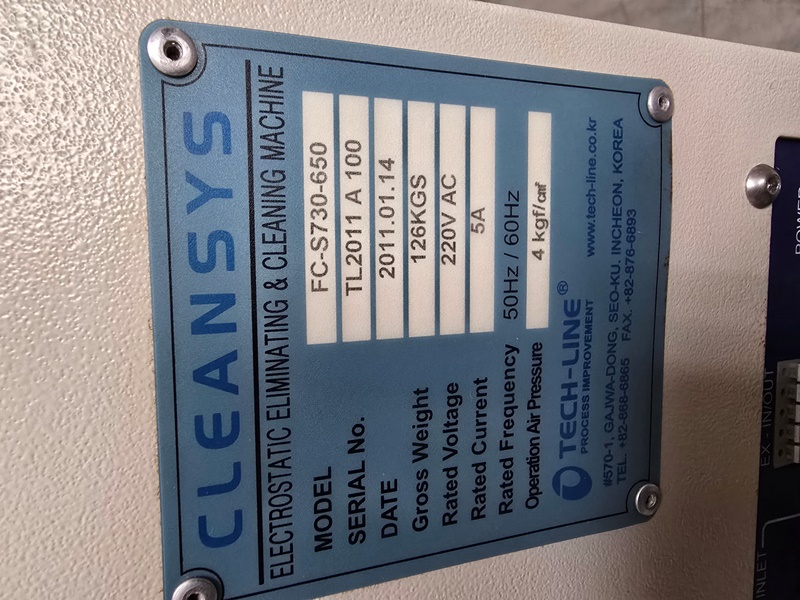 CLEANSYS
ELECTROSTATIC ELIMINATING & CLEANING MACHINE
MODEL FC-S730-650
SERIAL No. TL2011 A 100
DATE 2011.01.14
Gross Weight 126KGS
Rated Voltage 220V AC
Rated Current 5A
Rated Frequency 50Hz / 60Hz
Operation Air Pressure 4 kgf/㎠
TECH-LINE®
PROCESS IMPROVEMENT www.tech-line.co.kr
#570-1, GAJWA-DONG, SEO-KU, INCHEON, KOREA
TEL. +82-868-6865 FAX. +82-876-6893
POWER
EX - IN/OUT
INLET